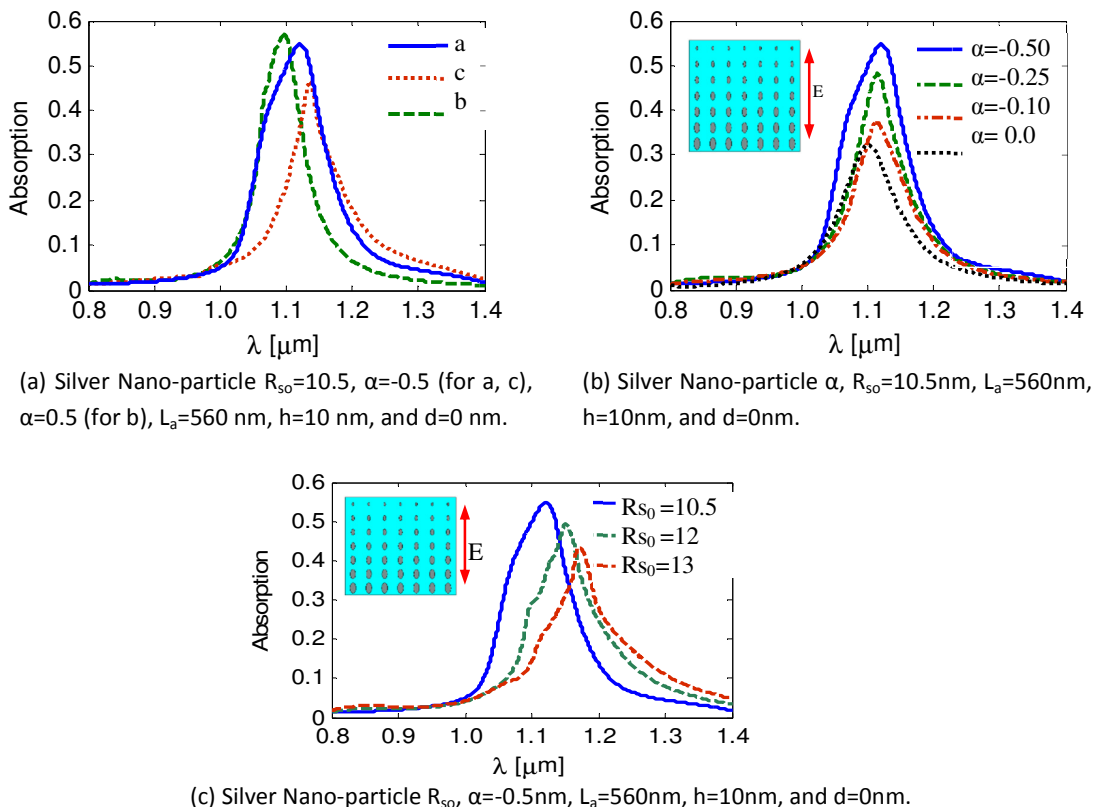 0.6
0.5
0.4
0.3
0.2
0.1
0
Absorption
a
c
b
0.8 0.9 1.0 1.1 1.2 1.3 1.4
λ [μm]
(a) Silver Nano-particle Rso=10.5, α=-0.5 (for a, c),
α=0.5 (for b), La=560 nm, h=10 nm, and d=0 nm.
0.6
0.5
0.4
0.3
0.2
0.1
0
Absorption
E
α=-0.50
α=-0.25
α=-0.10
α= 0.0
0.8 0.9 1.0 1.1 1.2 1.3 1.4
λ [μm]
(b) Silver Nano-particle α, Rso=10.5nm, La=560nm,
h=10nm, and d=0nm.
0.6
0.5
0.4
0.3
0.2
0.1
0
Absorption
E
Rs0 =10.5
Rs0 =12
Rs0=13
0.8 0.9 1.0 1.1 1.2 1.3 1.4
λ [μm]
(c) Silver Nano-particle Rso, α=-0.5nm, La=560nm, h=10nm, and d=0nm.